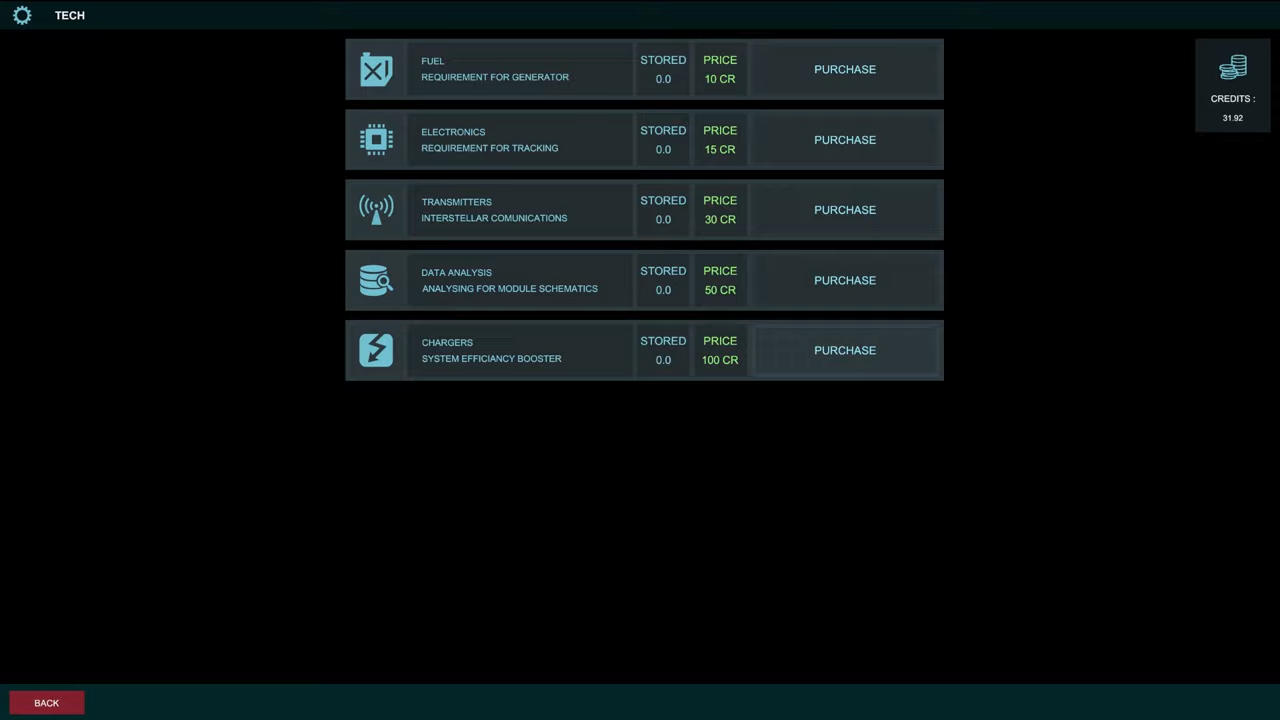 TECH
FUEL
REQUIREMENT FOR GENERATOR
STORED
0.0
PRICE
10 CR
PURCHASE
ELECTRONICS
REQUIREMENT FOR TRACKING
STORED
0.0
PRICE
15 CR
PURCHASE
TRANSMITTERS
INTERSTELLAR COMUNICATIONS
STORED
0.0
PRICE
30 CR
PURCHASE
DATA ANALYSIS
ANALYSING FOR MODULE SCHEMATICS
STORED
0.0
PRICE
50 CR
PURCHASE
CHARGERS
SYSTEM EFFICIANCY BOOSTER
STORED
0.0
PRICE
100 CR
PURCHASE
CREDITS :
31.92
BACK